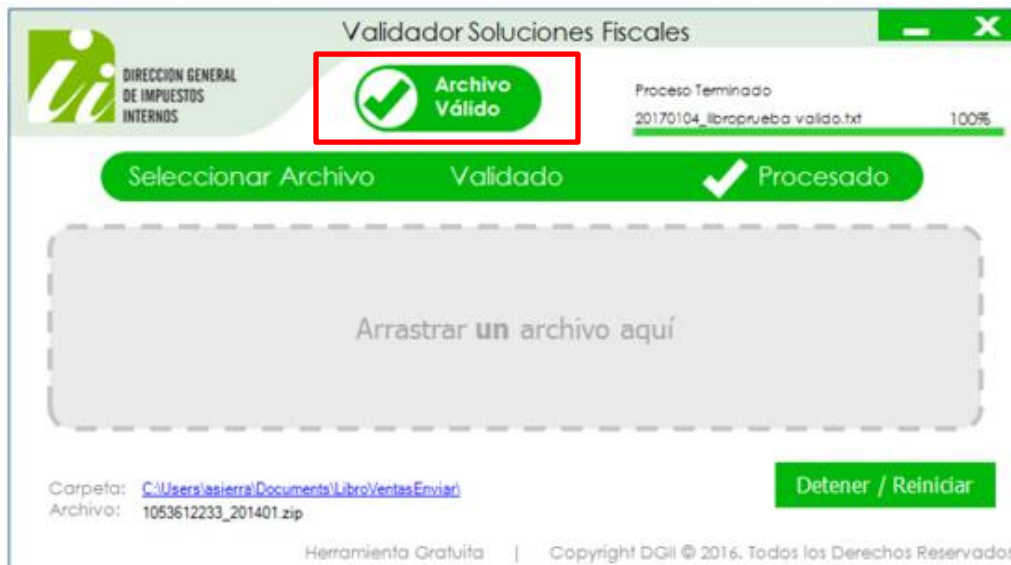 Validador Soluciones Fiscales
DIRECCION GENERAL
DE IMPUESTOS
INTERNOS
Archivo
Válido
Proceso Terminado
20170104_libroprueba valido.txt 100%
Seleccionar Archivo Validado Procesado
Arrastrar un archivo aquí
Carpeta: C:\Users\asierra\Documents\LibroVentasEnviar\
Archivo: 1053612233_201401.zip
Detener / Reiniciar
Herramienta Gratuita | Copyright DGII © 2016. Todos los Derechos Reservados